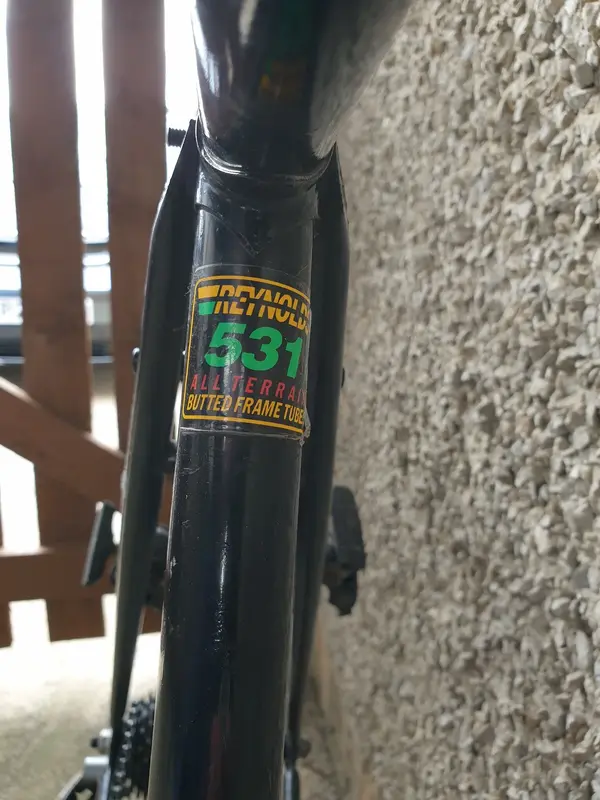 REYNOLDS
531
ALL TERRAIN
BUTTED FRAME TUBES